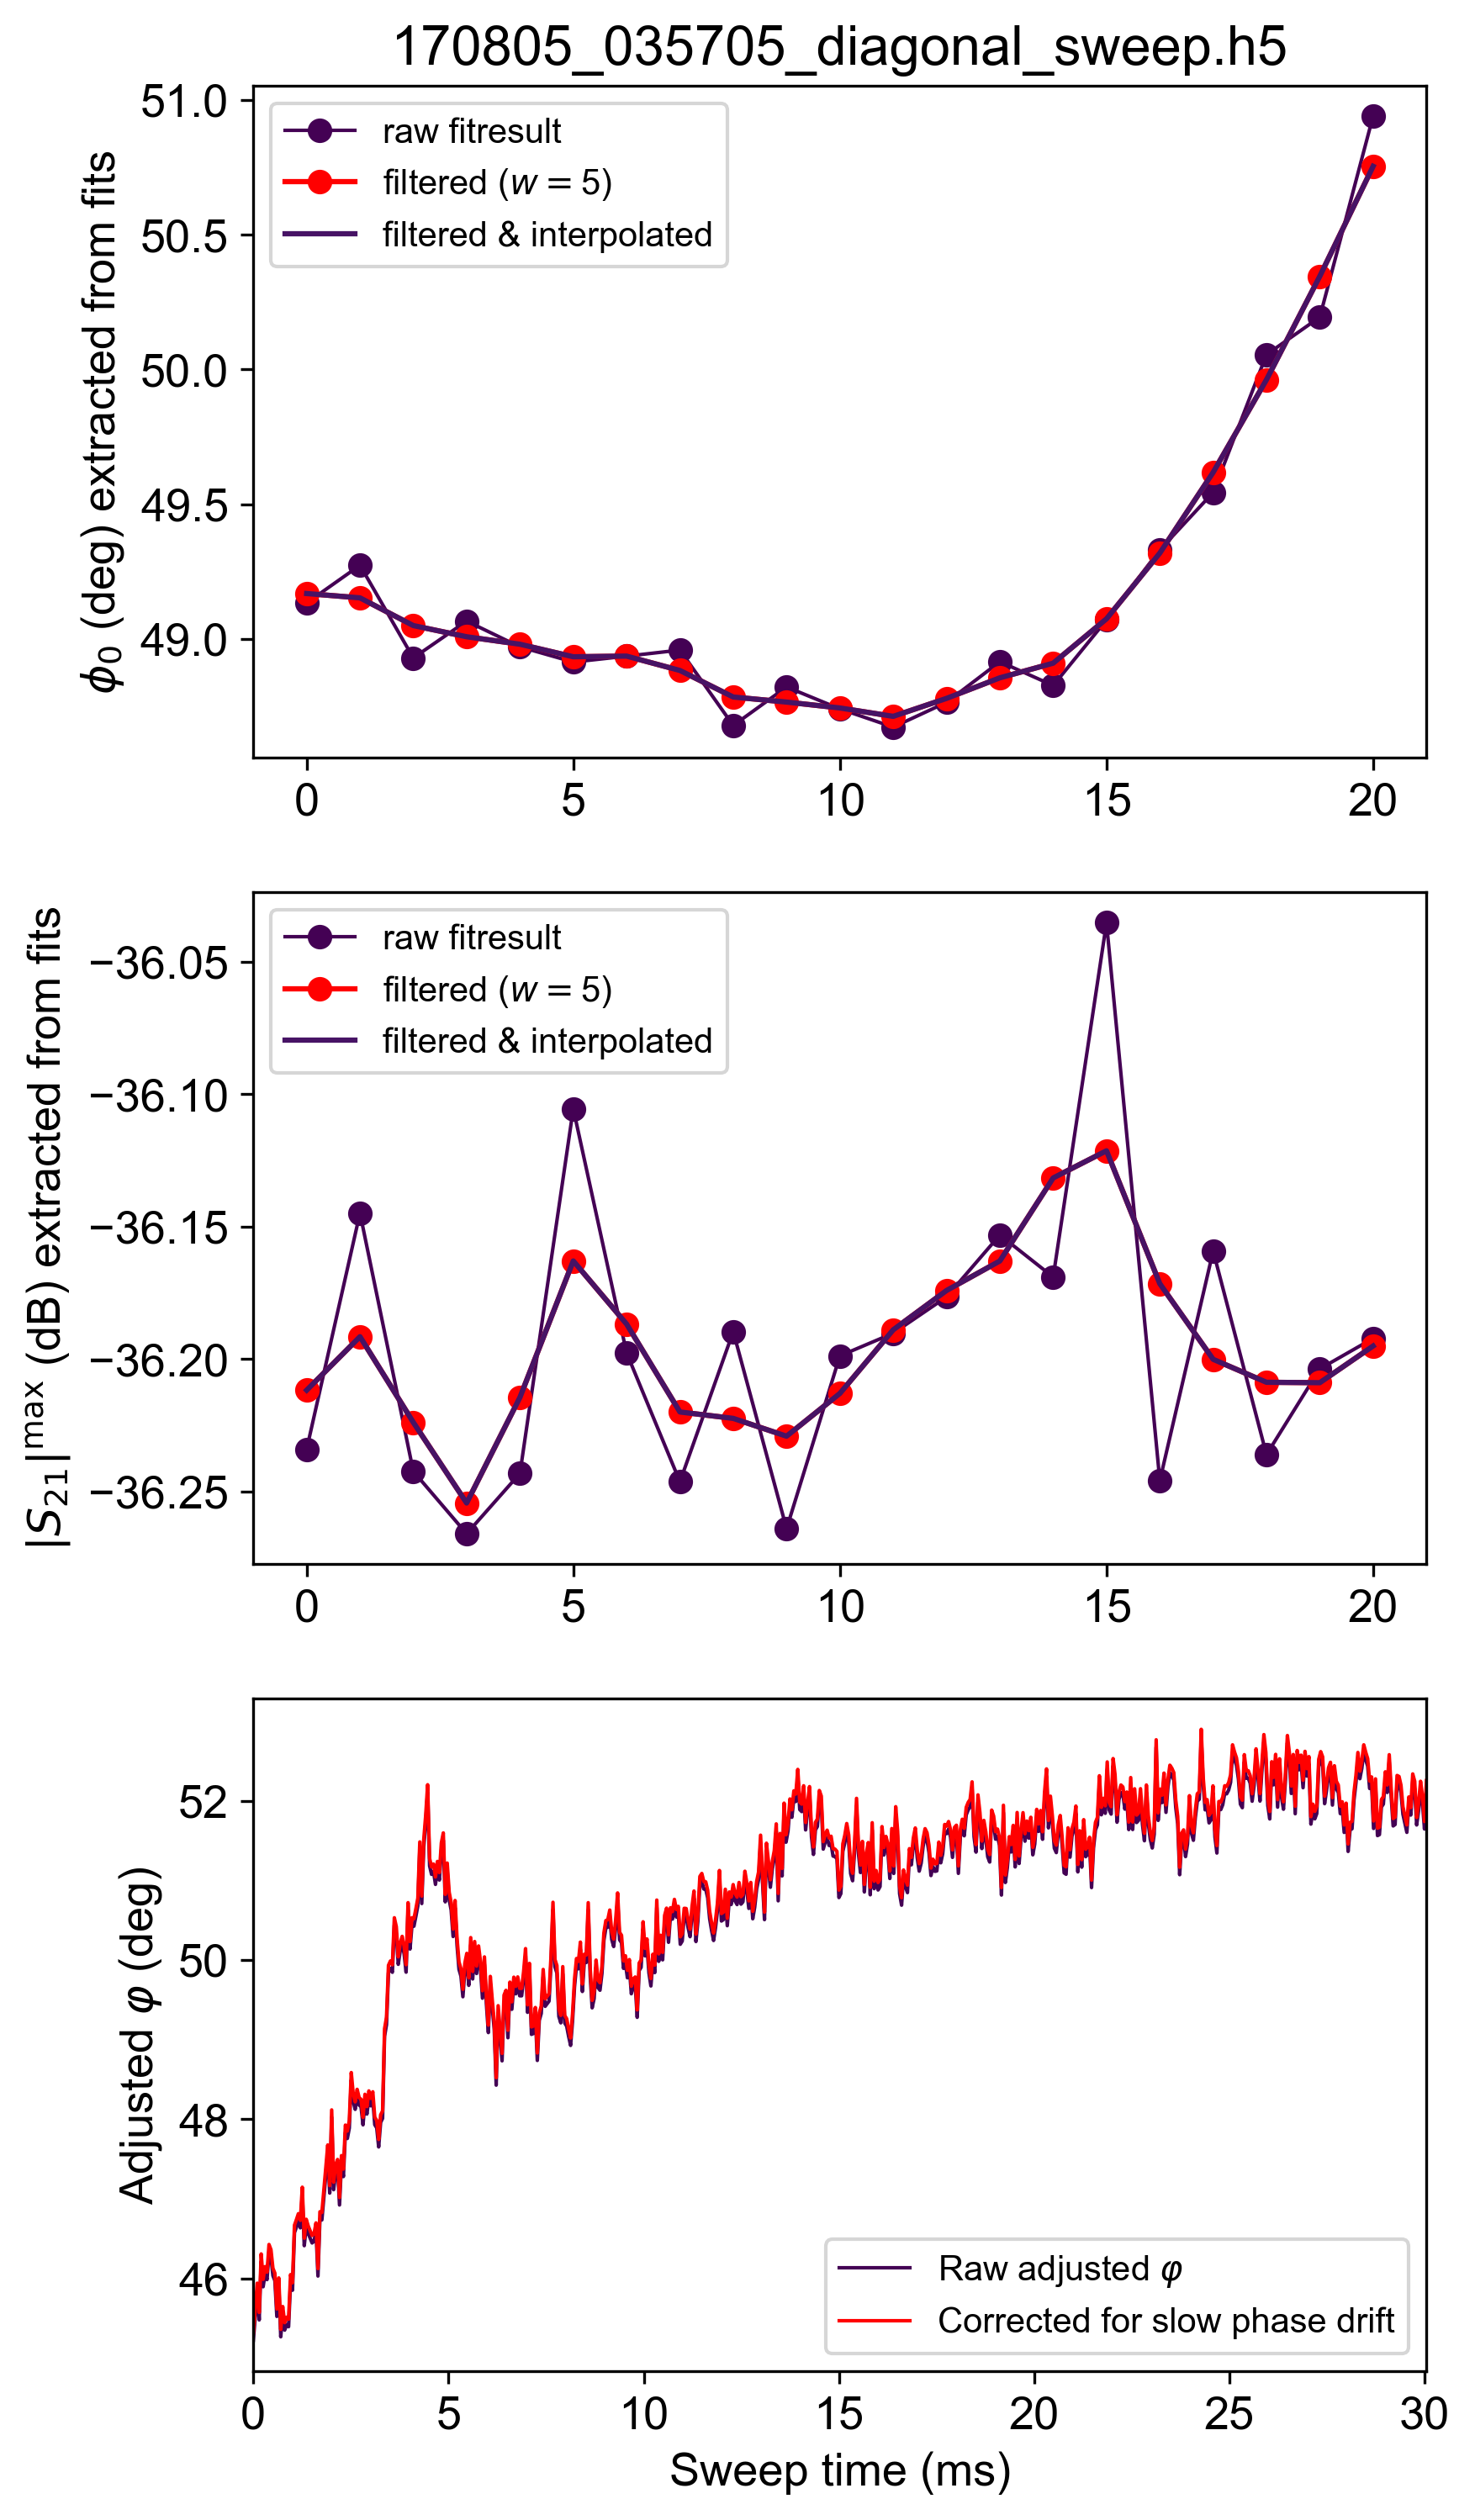 170805_035705_diagonal_sweep.h5
51.0
50.5
50.0
49.5
49.0
ϕ₀ (deg) extracted from fits
raw fitresult
filtered (w = 5)
filtered & interpolated
0 5 10 15 20
−36.05
−36.10
−36.15
−36.20
−36.25
|S₂₁|ᵐᵃˣ (dB) extracted from fits
raw fitresult
filtered (w = 5)
filtered & interpolated
0 5 10 15 20
52
50
48
46
Adjusted φ (deg)
Raw adjusted φ
Corrected for slow phase drift
0 5 10 15 20 25 30
Sweep time (ms)